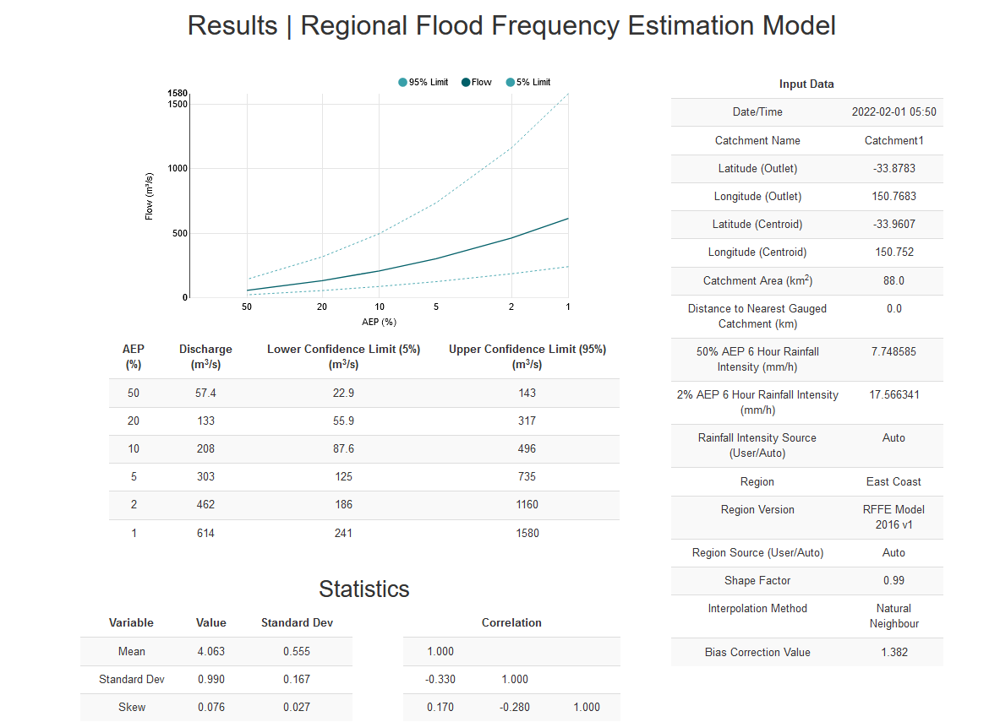 Results | Regional Flood Frequency Estimation Model
95% Limit Flow 5% Limit
1580
1500
1000
500
0
Flow (m³/s)
50 20 10 5 2 1
AEP (%)
AEP Discharge Lower Confidence Limit (5%) Upper Confidence Limit (95%)
(%) (m³/s) (m³/s) (m³/s)
50 57.4 22.9 143
20 133 55.9 317
10 208 87.6 496
5 303 125 735
2 462 186 1160
1 614 241 1580
Statistics
Variable Value Standard Dev
Mean 4.063 0.555
Standard Dev 0.990 0.167
Skew 0.076 0.027
Correlation
1.000
-0.330 1.000
0.170 -0.280 1.000
Input Data
Date/Time 2022-02-01 05:50
Catchment Name Catchment1
Latitude (Outlet) -33.8783
Longitude (Outlet) 150.7683
Latitude (Centroid) -33.9607
Longitude (Centroid) 150.752
Catchment Area (km²) 88.0
Distance to Nearest Gauged 0.0
Catchment (km)
50% AEP 6 Hour Rainfall 7.748585
Intensity (mm/h)
2% AEP 6 Hour Rainfall Intensity 17.566341
(mm/h)
Rainfall Intensity Source Auto
(User/Auto)
Region East Coast
Region Version RFFE Model
2016 v1
Region Source (User/Auto) Auto
Shape Factor 0.99
Interpolation Method Natural
Neighbour
Bias Correction Value 1.382